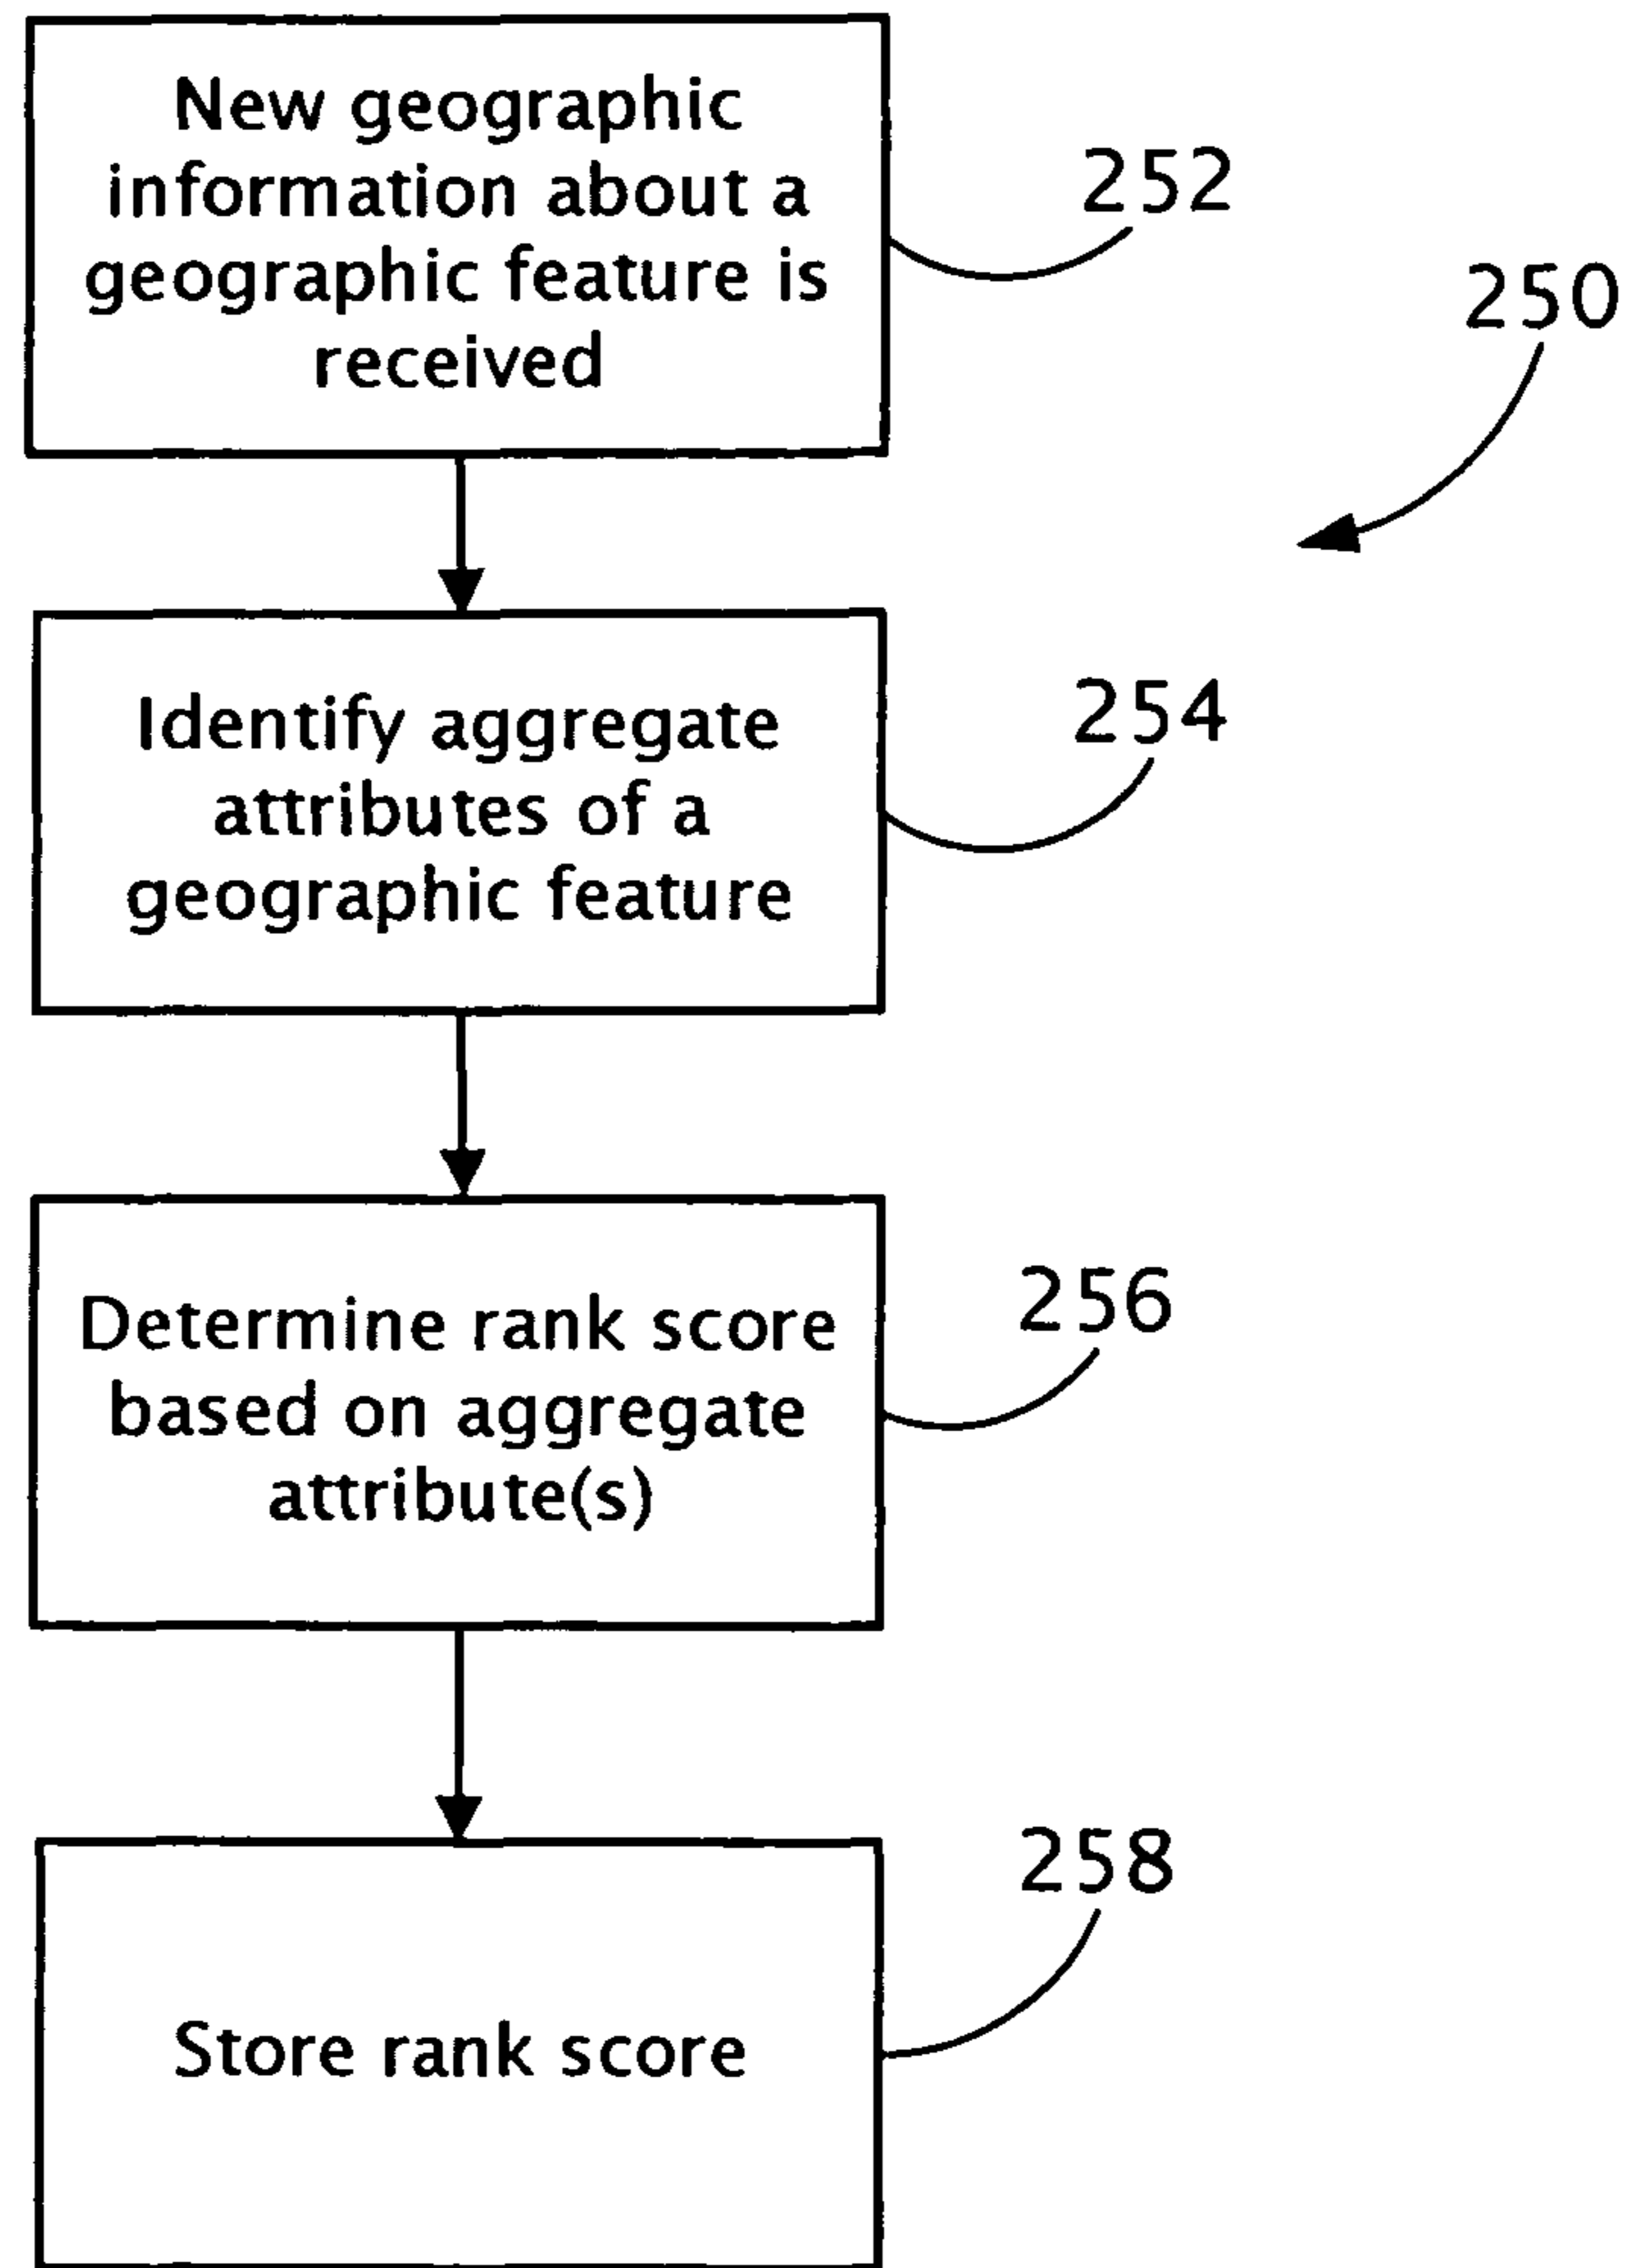 New geographic
information about a
geographic feature is
received
252
250
Identify aggregate
attributes of a
geographic feature
254
Determine rank score
based on aggregate
attribute(s)
256
Store rank score
258